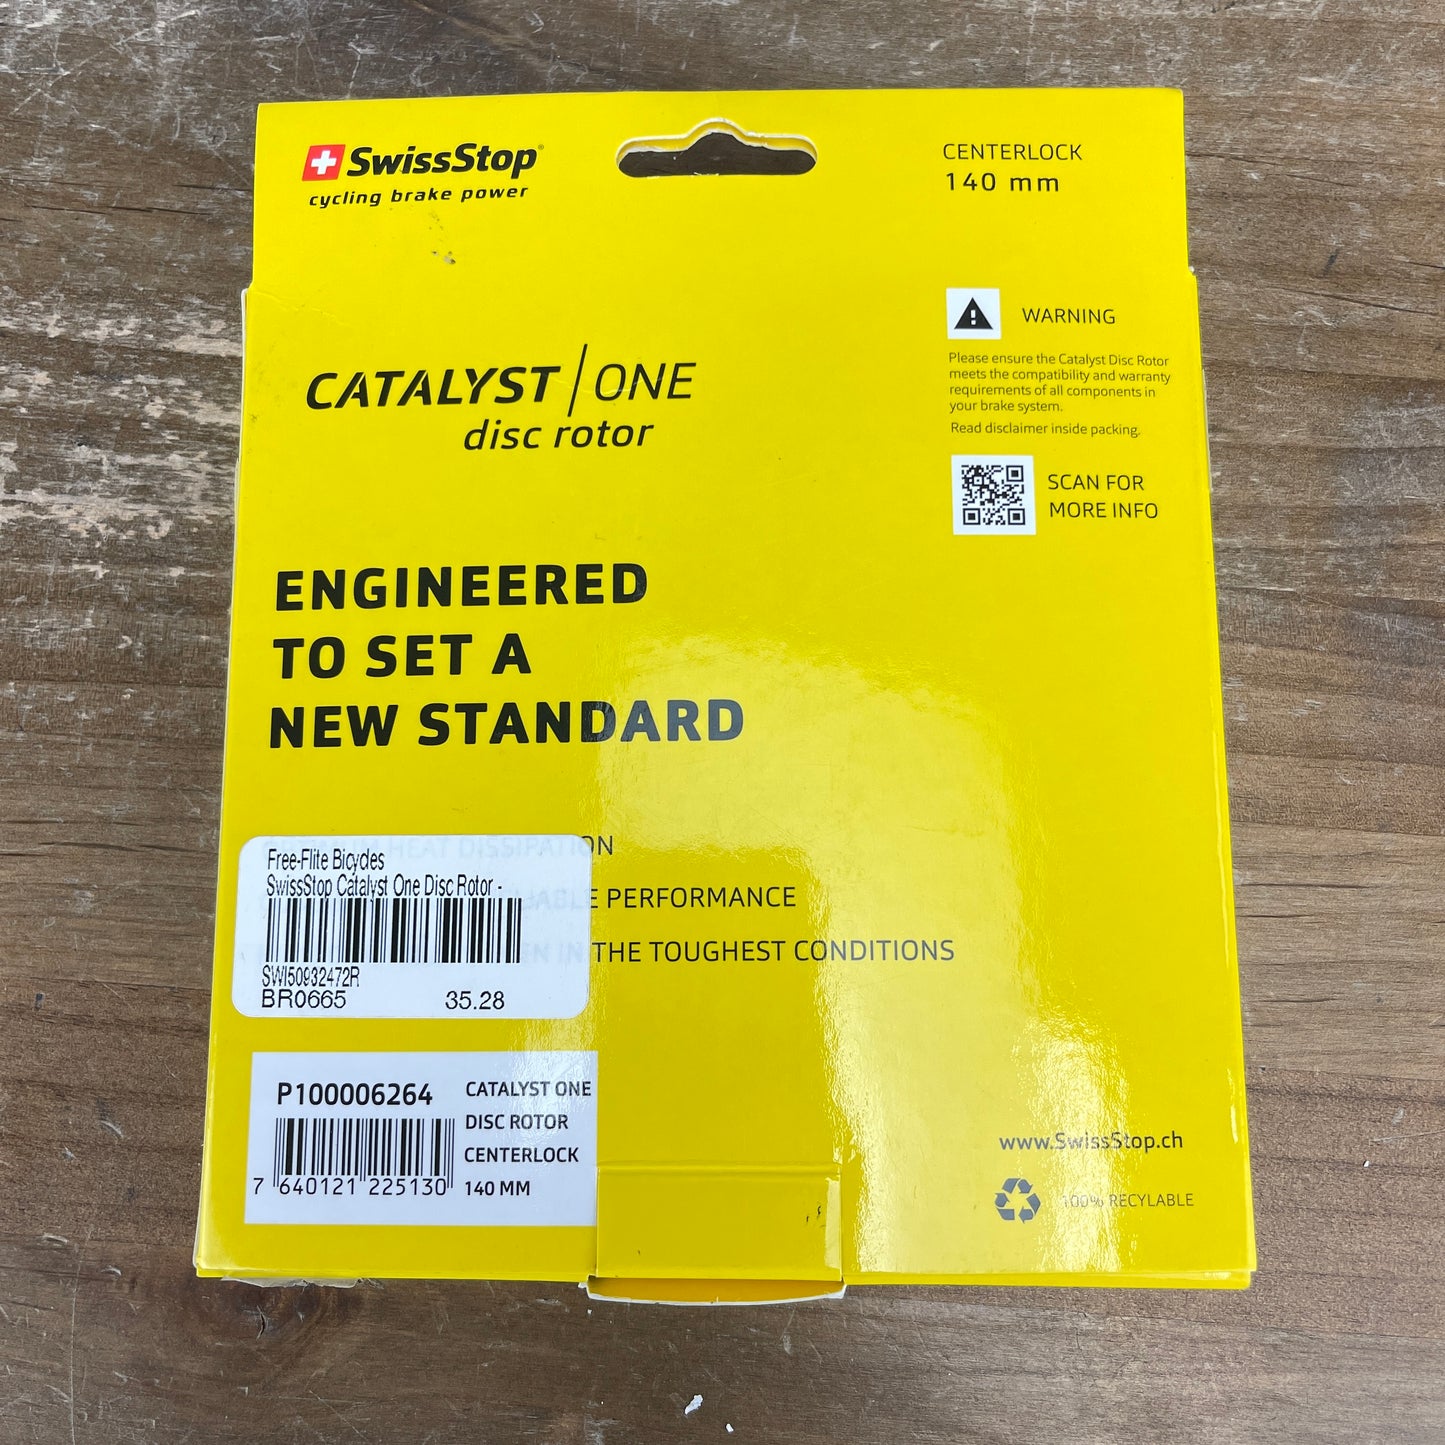 SwissStop®
cycling brake power
CENTERLOCK
140 mm
WARNING
Please ensure the Catalyst Disc Rotor
meets the compatibility and warranty
requirements of all components in
your brake system.
Read disclaimer inside packing.
SCAN FOR
MORE INFO
CATALYST | ONE
disc rotor
ENGINEERED
TO SET A
NEW STANDARD
OPTIMUM HEAT DISSIPATION
PERFORMANCE
IN THE TOUGHEST CONDITIONS
Free-Flite Bicycles
SwissStop Catalyst One Disc Rotor -
SWI50932472R
BR0665 35.28
P100006264
7 640121 225130
CATALYST ONE
DISC ROTOR
CENTERLOCK
140 MM
www.SwissStop.ch
100% RECYLABLE